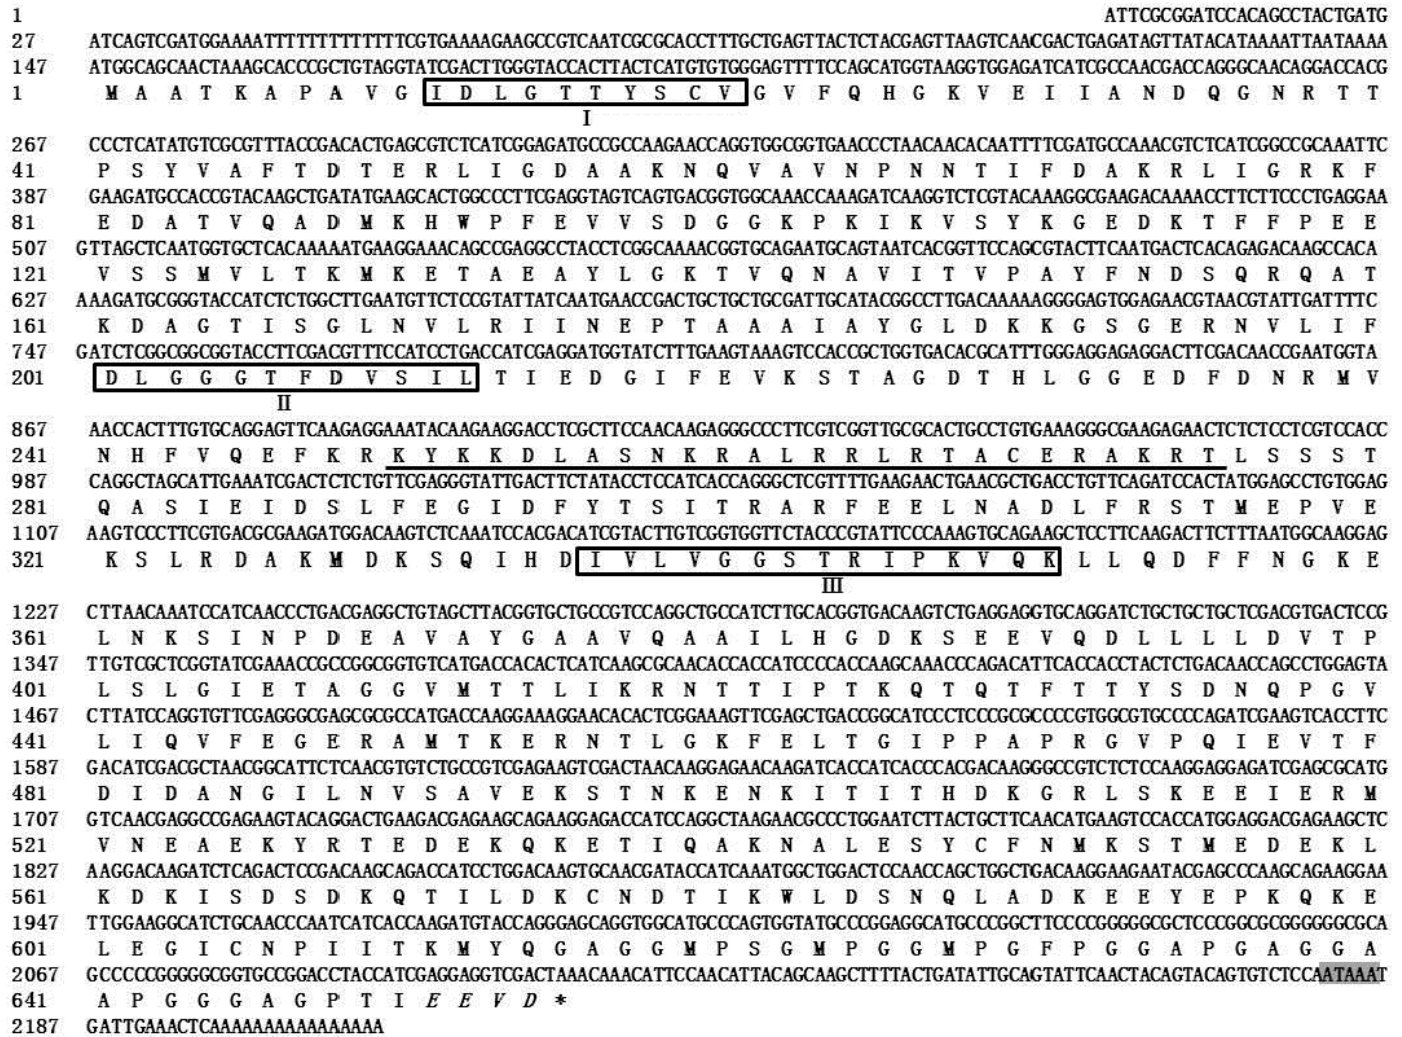 1 ATTCGCGGATCCACAGCCTACTGATG
27 ATCAGTCGATGGAAAATTTTTTTTTTTTTTCGTGAAAAGAAGCCGTCAATCGCGCACCTTTGCTGAGTTACTCTACGAGTTAAGTCAACGACTGAGATAGTTATACATAAAATTAATAAAA
147 ATGGCAGCAACTAAAGCACCCGCTGTAGGTATCGACTTGGGTACCACTTACTCATGTGTGGGAGTTTTCCAGCATGGTAAGGTGGAGATCATCGCCAACGACCAGGGCAACAGGACCACG
1 M A A T K A P A V G I D L G T T Y S C V G V F Q H G K V E I I A N D Q G N R T T
I
267 CCCTCATATGTCGCGTTTACCGACACTGAGCGTCTCATCGGAGATGCCGCCAAGAACCAGGTGGCGGTGAACCCTAACAACACAATTTTCGATGCCAAACGTCTCATCGGCCGCAAATTC
41 P S Y V A F T D T E R L I G D A A K N Q V A V N P N N T I F D A K R L I G R K F
387 GAAGATGCCACCGTACAAGCTGATATGAAGCACTGGCCCTTCGAGGTAGTCAGTGACGGTGGCAAACCAAAGATCAAGGTCTCGTACAAAGGCGAAGACAAAACCTTCTTCCCTGAGGAA
81 E D A T V Q A D M K H W P F E V V S D G G K P K I K V S Y K G E D K T F F P E E
507 GTTAGCTCAATGGTGCTCACAAAAATGAAGGAAACAGCCGAGGCCTACCTCGGCAAAACGGTGCAGAATGCAGTAATCACGGTTCCAGCGTACTTCAATGACTCACAGAGACAAGCCACA
121 V S S M V L T K M K E T A E A Y L G K T V Q N A V I T V P A Y F N D S Q R Q A T
627 AAAGATGCGGGTACCATCTCTGGCTTGAATGTTCTCCGTATTATCAATGAACCGACTGCTGCTGCGATTGCATACGGCCTTGACAAAAAGGGGAGTGGAGAACGTAACGTATTGATTTTC
161 K D A G T I S G L N V L R I I N E P T A A A I A Y G L D K K G S G E R N V L I F
747 GATCTCGGCGGCGGTACCTTCGACGTTTCCATCCTGACCATCGAGGATGGTATCTTTGAAGTAAAGTCCACCGCTGGTGACACGCATTTGGGAGGAGAGGACTTCGACAACCGAATGGTA
201 D L G G G T F D V S I L T I E D G I F E V K S T A G D T H L G G E D F D N R M V
II
867 AACCACTTTGTGCAGGAGTTCAAGAGGAAATACAAGAAGGACCTCGCTTCCAACAAGAGGGCCCTTCGTCGGTTGCGCACTGCCTGTGAAAGGGCGAAGAGAACTCTCTCCTCGTCCACC
241 N H F V Q E F K R K Y K K D L A S N K R A L R R L R T A C E R A K R T L S S S T
987 CAGGCTAGCATTGAAATCGACTCTCTGTTCGAGGGTATTGACTTCTATACCTCCATCACCAGGGCTCGTTTTGAAGAACTGAACGCTGACCTGTTCAGATCCACTATGGAGCCTGTGGAG
281 Q A S I E I D S L F E G I D F Y T S I T R A R F E E L N A D L F R S T M E P V E
1107 AAGTCCCTTCGTGACGCGAAGATGGACAAGTCTCAAATCCACGACATCGTACTTGTCGGTGGTTCTACCCGTATTCCCAAAGTGCAGAAGCTCCTTCAAGACTTCTTTAATGGCAAGGAG
321 K S L R D A K M D K S Q I H D I V L V G G S T R I P K V Q K L L Q D F F N G K E
III
1227 CTTAACAAATCCATCAACCCTGACGAGGCTGTAGCTTACGGTGCTGCCGTCCAGGCTGCCATCTTGCACGGTGACAAGTCTGAGGAGGTGCAGGATCTGCTGCTGCTCGACGTGACTCCG
361 L N K S I N P D E A V A Y G A A V Q A A I L H G D K S E E V Q D L L L L D V T P
1347 TTGTCGCTCGGTATCGAAACCGCCGGCGGTGTCATGACCACACTCATCAAGCGCAACACCACCATCCCCACCAAGCAAACCCAGACATTCACCACCTACTCTGACAACCAGCCTGGAGTA
401 L S L G I E T A G G V M T T L I K R N T T I P T K Q T Q T F T T Y S D N Q P G V
1467 CTTATCCAGGTGTTCGAGGGCGAGCGCGCCATGACCAAGGAAAGGAACACACTCGGAAAGTTCGAGCTGACCGGCATCCCTCCCGCGCCCCGTGGCGTGCCCCAGATCGAAGTCACCTTC
441 L I Q V F E G E R A M T K E R N T L G K F E L T G I P P A P R G V P Q I E V T F
1587 GACATCGACGCTAACGGCATTCTCAACGTGTCTGCCGTCGAGAAGTCGACTAACAAGGAGAACAAGATCACCATCACCCACGACAAGGGCCGTCTCTCCAAGGAGGAGATCGAGCGCATG
481 D I D A N G I L N V S A V E K S T N K E N K I T I T H D K G R L S K E E I E R M
1707 GTCAACGAGGCCGAGAAGTACAGGACTGAAGACGAGAAGCAGAAGGAGACCATCCAGGCTAAGAACGCCCTGGAATCTTACTGCTTCAACATGAAGTCCACCATGGAGGACGAGAAGCTC
521 V N E A E K Y R T E D E K Q K E T I Q A K N A L E S Y C F N M K S T M E D E K L
1827 AAGGACAAGATCTCAGACTCCGACAAGCAGACCATCCTGGACAAGTGCAACGATACCATCAAATGGCTGGACTCCAACCAGCTGGCTGACAAGGAAGAATACGAGCCCAAGCAGAAGGAA
561 K D K I S D S D K Q T I L D K C N D T I K W L D S N Q L A D K E E Y E P K Q K E
1947 TTGGAAGGCATCTGCAACCCAATCATCACCAAGATGTACCAGGGAGCAGGTGGCATGCCCAGTGGTATGCCCGGAGGCATGCCCGGCTTCCCCGGGGGCGCTCCCGGCGCGGGGGGCGCA
601 L E G I C N P I I T K M Y Q G A G G M P S G M P G G M P G F P G G A P G A G G A
2067 GCCCCCGGGGGCGGTGCCGGACCTACCATCGAGGAGGTCGACTAAACAAACATTCCAACATTACAGCAAGCTTTTACTGATATTGCAGTATTCAACTACAGTACAGTGTCTCCAATAAAT
641 A P G G G A G P T I E E V D *
2187 GATTGAAACTCAAAAAAAAAAAAAAAA